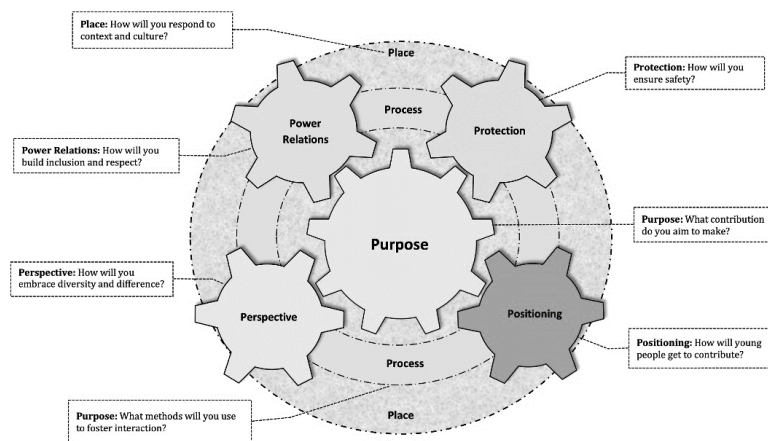 Place: How will you respond to
context and culture?
Place
Protection: How will you
ensure safety?
Process
Power
Relations
Protection
Power Relations: How will you
build inclusion and respect?
Purpose: What contribution
do you aim to make?
Purpose
Perspective: How will you
embrace diversity and difference?
Perspective
Positioning
Positioning: How will young
people get to contribute?
Process
Purpose: What methods will you use
to foster interaction?
Place